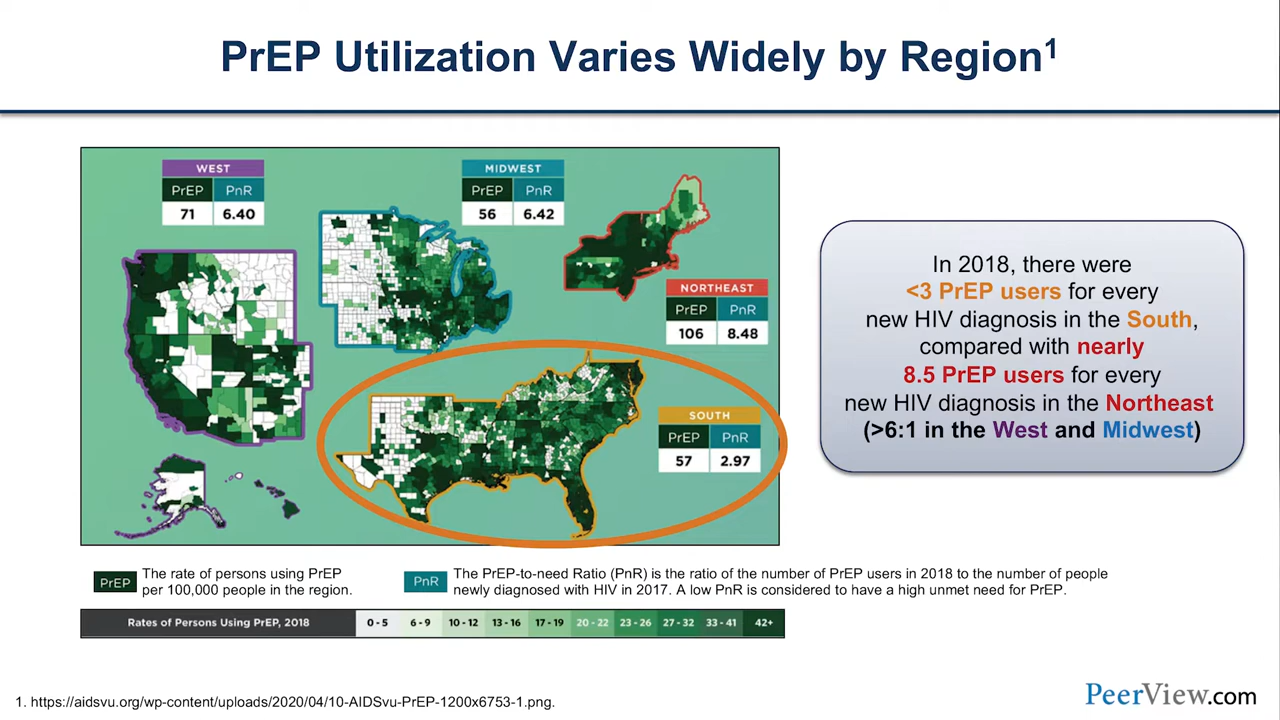 PrEP Utilization Varies Widely by Region1
WEST
PrEP PnR
71 6.40
MIDWEST
PrEP PnR
56 6.42
NORTHEAST
PrEP PnR
106 8.48
SOUTH
PrEP PnR
57 2.97
In 2018, there were
<3 PrEP users for every
new HIV diagnosis in the South,
compared with nearly
8.5 PrEP users for every
new HIV diagnosis in the Northeast
(>6:1 in the West and Midwest)
PrEP
The rate of persons using PrEP
per 100,000 people in the region.
PnR
The PrEP-to-need Ratio (PnR) is the ratio of the number of PrEP users in 2018 to the number of people
newly diagnosed with HIV in 2017. A low PnR is considered to have a high unmet need for PrEP.
Rates of Persons Using PrEP, 2018 0 - 5 6 - 9 10 - 12 13 - 16 17 - 19 20 - 22 23 - 26 27 - 32 33 - 41 42+
1. https://aidsvu.org/wp-content/uploads/2020/04/10-AIDSvu-PrEP-1200x6753-1.png.
PeerView.com